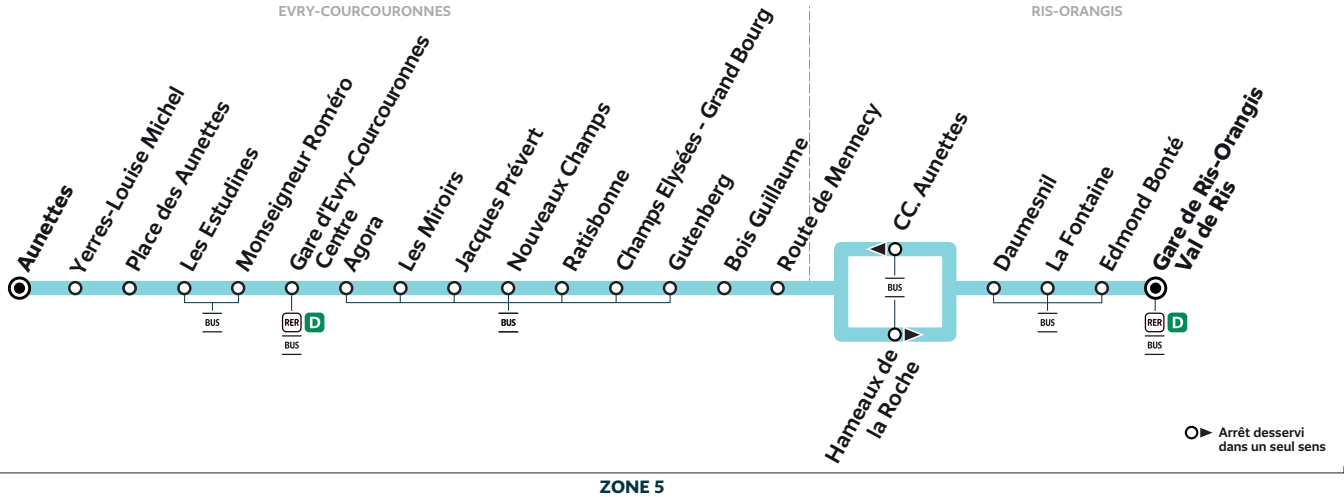 EVRY-COURCOURONNES
RIS-ORANGIS
Aunettes
Yerres-Louise Michel
Place des Aunettes
Les Estudines
Monseigneur Roméro
Gare d'Evry-Courcouronnes
Centre
Agora
Les Miroirs
Jacques Prévert
Nouveaux Champs
Ratisbonne
Champs Elysées - Grand Bourg
Gutenberg
Bois Guillaume
Route de Mennecy
CC. Aunettes
Hameaux de
la Roche
Daumesnil
La Fontaine
Edmond Bonté
Gare de Ris-Orangis
Val de Ris
BUS
RER D
BUS
BUS
BUS
BUS
RER D
BUS
Arrêt desservi
dans un seul sens
ZONE 5